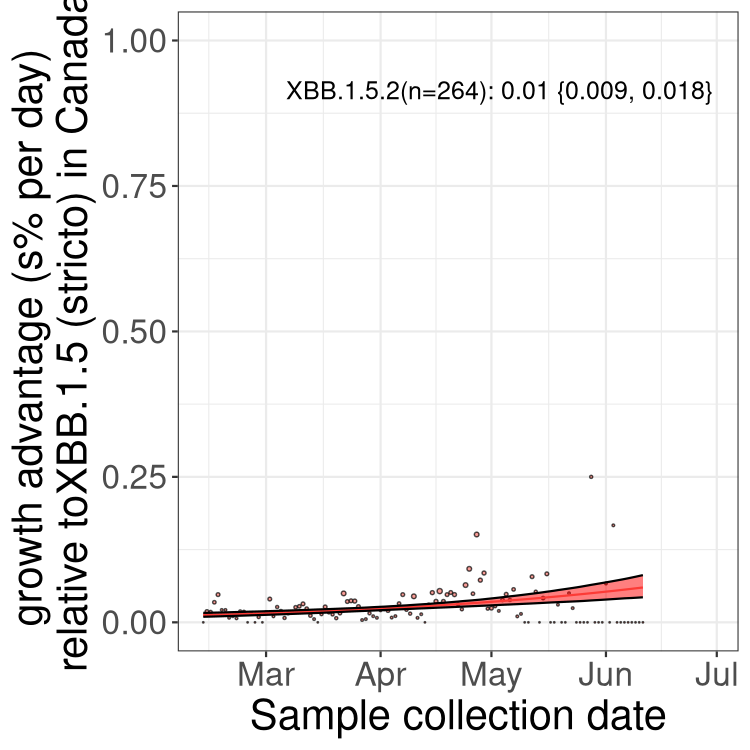 growth advantage (s% per day)
relative toXBB.1.5 (stricto) in Canada
1.00
0.75
0.50
0.25
0.00
XBB.1.5.2(n=264): 0.01 {0.009, 0.018}
Mar Apr May Jun Jul
Sample collection date